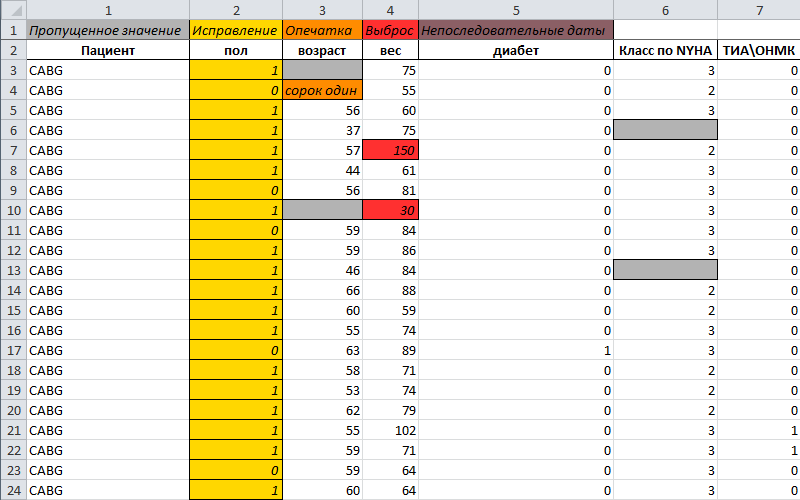 1 2 3 4 5 6 7
1 Пропущенное значение Исправление Опечатка Выброс Непоследовательные даты
2 Пациент пол возраст вес диабет Класс по NYHA ТИА\ОНМК
3 CABG 1 75 0 3 0
4 CABG 0 сорок один 55 0 2 0
5 CABG 1 56 60 0 3 0
6 CABG 1 37 75 0 0
7 CABG 1 57 150 0 2 0
8 CABG 1 44 61 0 3 0
9 CABG 0 56 81 0 3 0
10 CABG 1 30 0 3 0
11 CABG 0 59 84 0 3 0
12 CABG 1 59 86 0 3 0
13 CABG 1 46 84 0 0
14 CABG 1 66 88 0 2 0
15 CABG 1 60 59 0 2 0
16 CABG 1 55 74 0 3 0
17 CABG 0 63 89 1 3 0
18 CABG 1 58 71 0 2 0
19 CABG 1 53 74 0 2 0
20 CABG 1 62 79 0 2 0
21 CABG 1 55 102 0 3 1
22 CABG 1 59 71 0 3 1
23 CABG 0 59 64 0 3 0
24 CABG 1 60 64 0 3 0